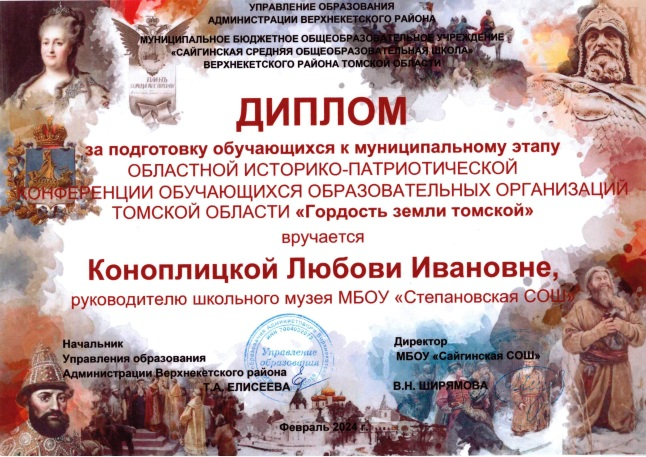 УПРАВЛЕНИЕ ОБРАЗОВАНИЯ
АДМИНИСТРАЦИИ ВЕРХНЕКЕТСКОГО РАЙОНА
МУНИЦИПАЛЬНОЕ БЮДЖЕТНОЕ ОБЩЕОБРАЗОВАТЕЛЬНОЕ УЧРЕЖДЕНИЕ
«САЙГИНСКАЯ СРЕДНЯЯ ОБЩЕОБРАЗОВАТЕЛЬНАЯ ШКОЛА»
ВЕРХНЕКЕТСКОГО РАЙОНА ТОМСКОЙ ОБЛАСТИ
ДИПЛОМ
за подготовку обучающихся к муниципальному этапу
ОБЛАСТНОЙ ИСТОРИКО-ПАТРИОТИЧЕСКОЙ
КОНФЕРЕНЦИИ ОБУЧАЮЩИХСЯ ОБРАЗОВАТЕЛЬНЫХ ОРГАНИЗАЦИЙ
ТОМСКОЙ ОБЛАСТИ «Гордость земли томской»
вручается
Коноплицкой Любови Ивановне,
руководителю школьного музея МБОУ «Степановская СОШ»
Начальник
Управления образования
Администрации Верхнекетского района
Т.А. ЕЛИСЕЕВА
Управление
образования
Директор
МБОУ «Сайгинская СОШ»
В.Н. ШИРЯМОВА
Февраль 2024 г.